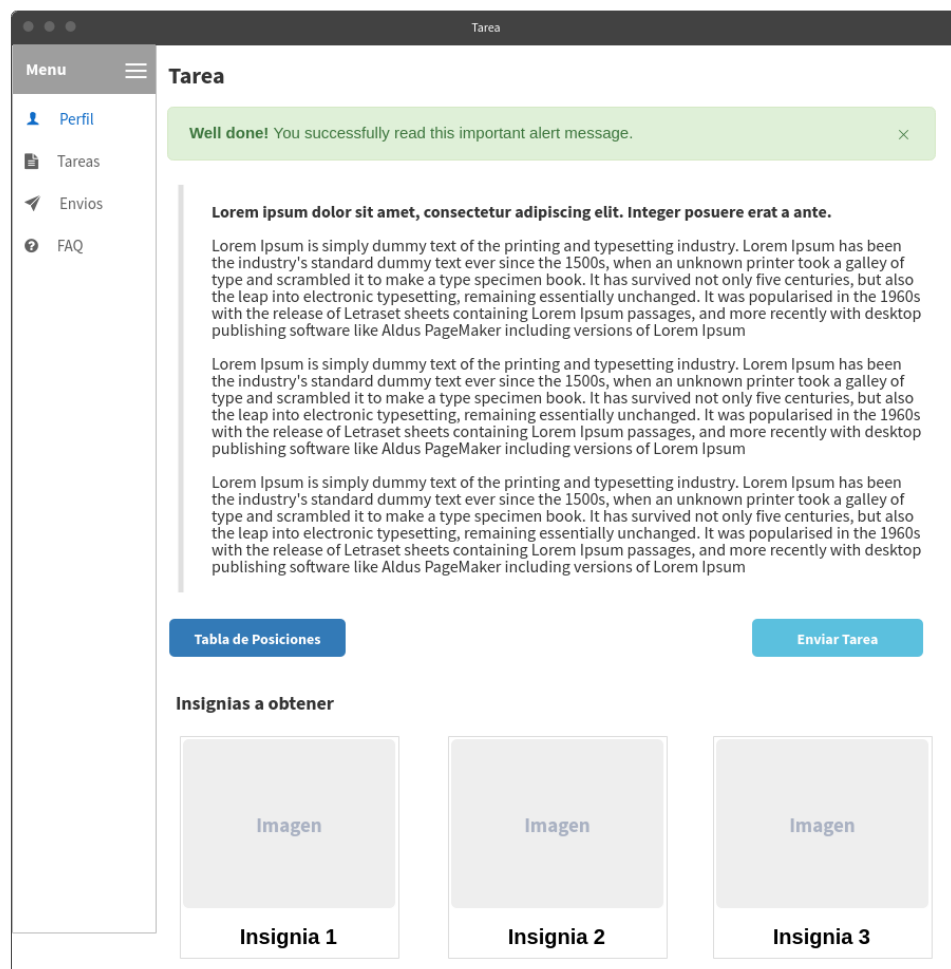 Tarea
Menu
Tarea
Perfil
Tareas
Envios
FAQ
Well done! You successfully read this important alert message.
Lorem ipsum dolor sit amet, consectetur adipiscing elit. Integer posuere erat a ante.
Lorem Ipsum is simply dummy text of the printing and typesetting industry. Lorem Ipsum has been
the industry's standard dummy text ever since the 1500s, when an unknown printer took a galley of
type and scrambled it to make a type specimen book. It has survived not only five centuries, but also
the leap into electronic typesetting, remaining essentially unchanged. It was popularised in the 1960s
with the release of Letraset sheets containing Lorem Ipsum passages, and more recently with desktop
publishing software like Aldus PageMaker including versions of Lorem Ipsum
Lorem Ipsum is simply dummy text of the printing and typesetting industry. Lorem Ipsum has been
the industry's standard dummy text ever since the 1500s, when an unknown printer took a galley of
type and scrambled it to make a type specimen book. It has survived not only five centuries, but also
the leap into electronic typesetting, remaining essentially unchanged. It was popularised in the 1960s
with the release of Letraset sheets containing Lorem Ipsum passages, and more recently with desktop
publishing software like Aldus PageMaker including versions of Lorem Ipsum
Lorem Ipsum is simply dummy text of the printing and typesetting industry. Lorem Ipsum has been
the industry's standard dummy text ever since the 1500s, when an unknown printer took a galley of
type and scrambled it to make a type specimen book. It has survived not only five centuries, but also
the leap into electronic typesetting, remaining essentially unchanged. It was popularised in the 1960s
with the release of Letraset sheets containing Lorem Ipsum passages, and more recently with desktop
publishing software like Aldus PageMaker including versions of Lorem Ipsum
Tabla de Posiciones
Enviar Tarea
Insignias a obtener
Imagen
Imagen
Imagen
Insignia 1
Insignia 2
Insignia 3